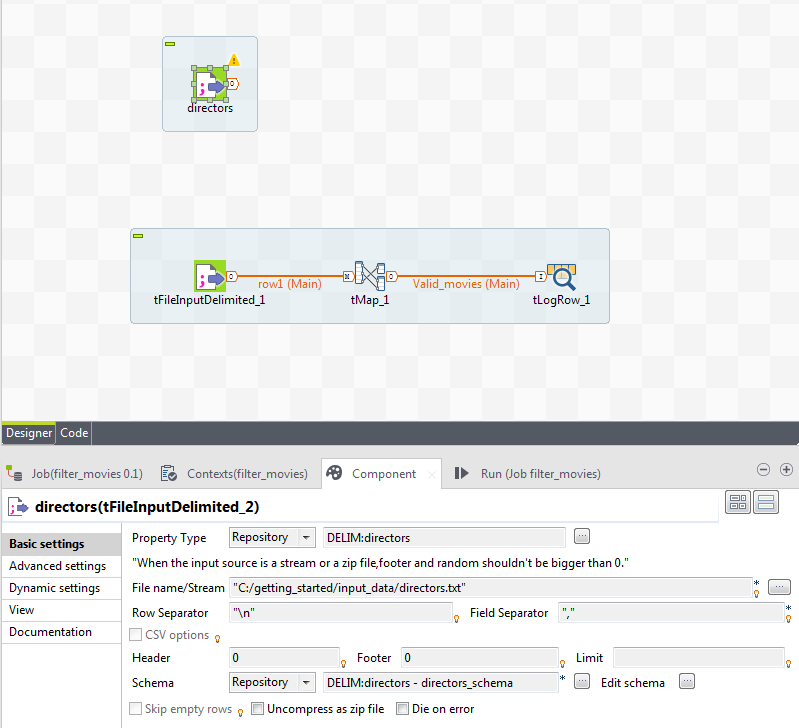 directors
row1 (Main)
Valid_movies (Main)
tFileInputDelimited_1
tMap_1
tLogRow_1
Designer
Code
Job(filter_movies 0.1)
Contexts(filter_movies)
Component
Run (Job filter_movies)
directors(tFileInputDelimited_2)
Basic settings
Advanced settings
Dynamic settings
View
Documentation
Property Type Repository DELIM:directors ...
"When the input source is a stream or a zip file,footer and random shouldn't be bigger than 0."
File name/Stream "C:/getting_started/input_data/directors.txt" * ...
Row Separator "\n" Field Separator "," *
CSV options
Header 0 Footer 0 Limit
Schema Repository DELIM:directors - directors_schema * ... Edit schema ...
Skip empty rows Uncompress as zip file Die on error